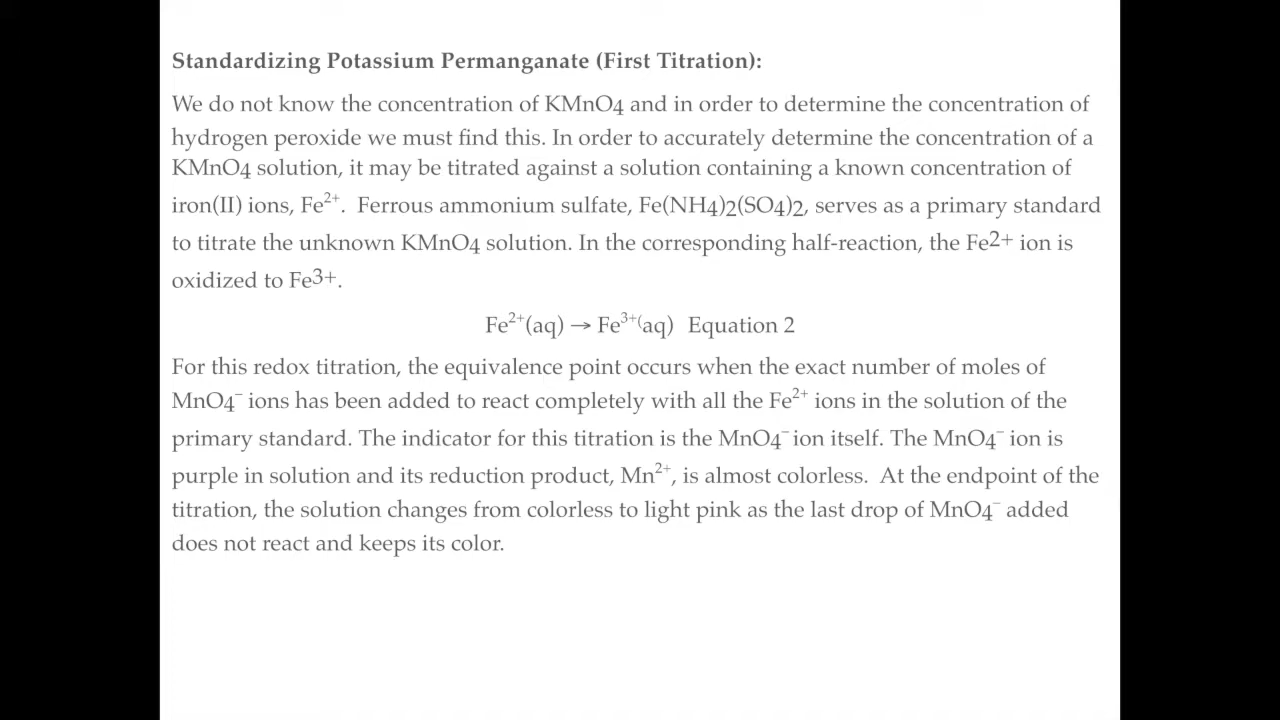 Standardizing Potassium Permanganate (First Titration):
We do not know the concentration of KMnO4 and in order to determine the concentration of
hydrogen peroxide we must find this. In order to accurately determine the concentration of a
KMnO4 solution, it may be titrated against a solution containing a known concentration of
iron(II) ions, Fe²⁺. Ferrous ammonium sulfate, Fe(NH4)2(SO4)2, serves as a primary standard
to titrate the unknown KMnO4 solution. In the corresponding half-reaction, the Fe2+ ion is
oxidized to Fe3+.
Fe²⁺(aq) → Fe³⁺⁽aq) Equation 2
For this redox titration, the equivalence point occurs when the exact number of moles of
MnO4⁻ ions has been added to react completely with all the Fe²⁺ ions in the solution of the
primary standard. The indicator for this titration is the MnO4⁻ ion itself. The MnO4⁻ ion is
purple in solution and its reduction product, Mn²⁺, is almost colorless. At the endpoint of the
titration, the solution changes from colorless to light pink as the last drop of MnO4⁻ added
does not react and keeps its color.